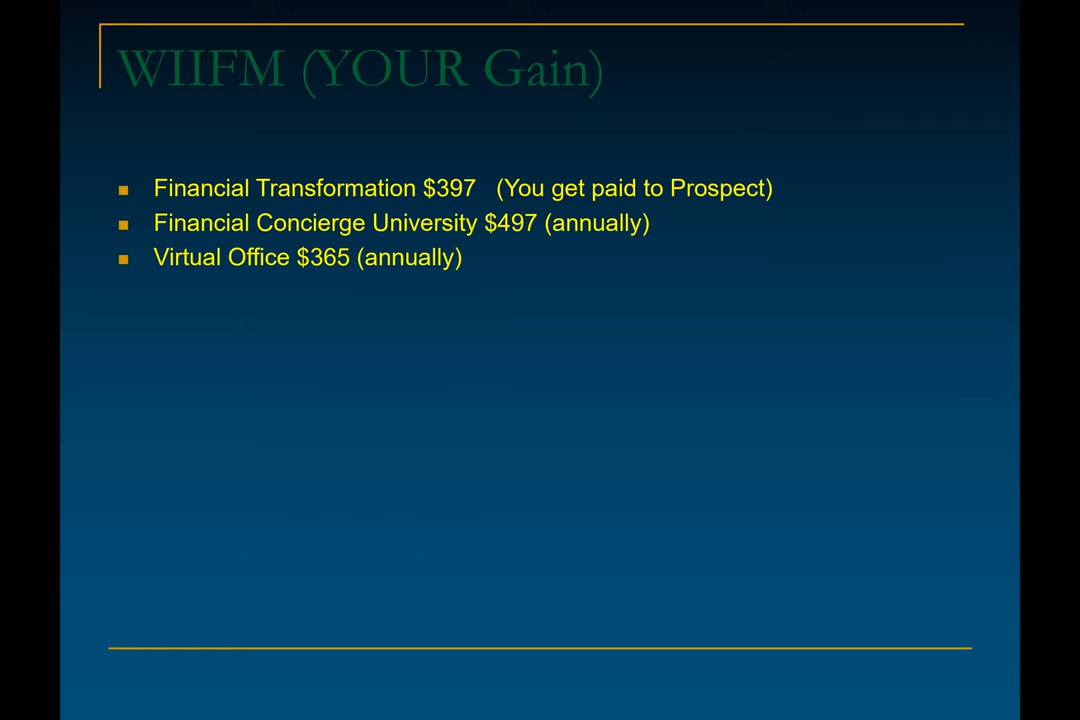 WIIFM (YOUR Gain)
Financial Transformation $397 (You get paid to Prospect)
Financial Concierge University $497 (annually)
Virtual Office $365 (annually)